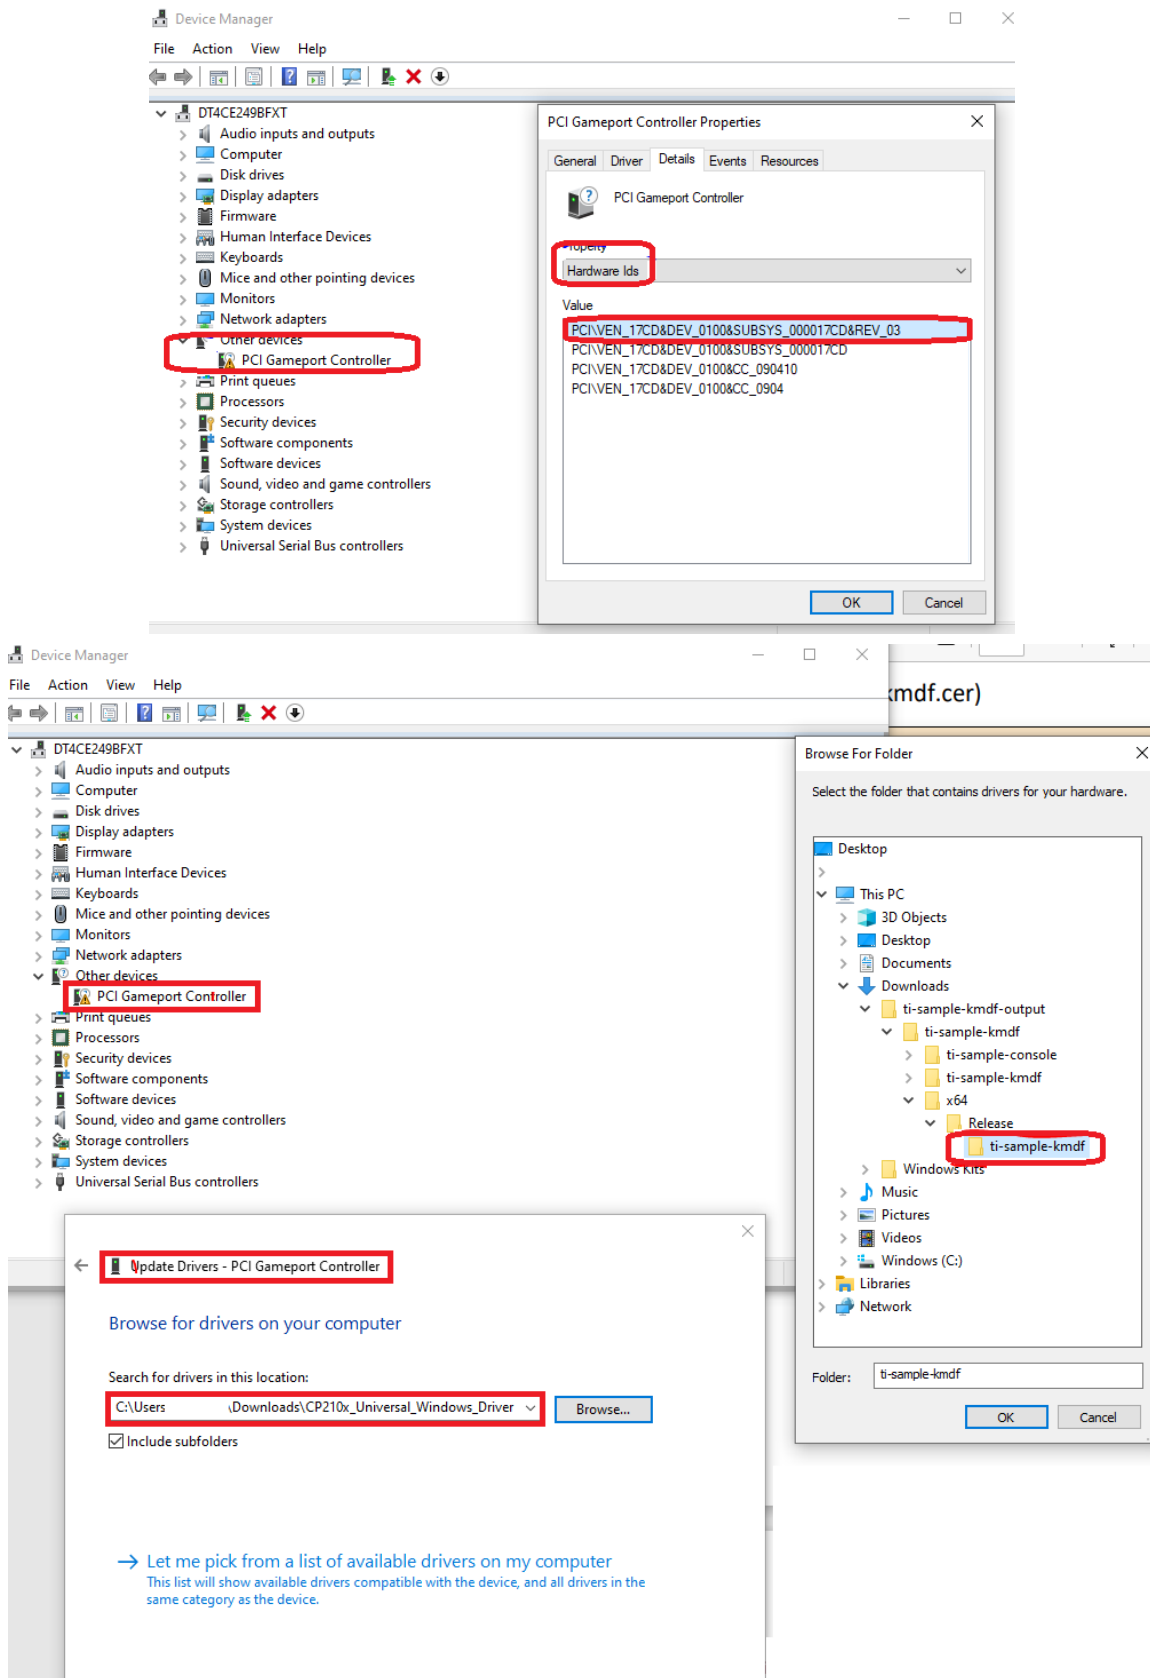 Device Manager
File Action View Help
DT4CE249BFXT
Audio inputs and outputs
Computer
Disk drives
Display adapters
Firmware
Human Interface Devices
Keyboards
Mice and other pointing devices
Monitors
Network adapters
Other devices
PCI Gameport Controller
Print queues
Processors
Security devices
Software components
Software devices
Sound, video and game controllers
Storage controllers
System devices
Universal Serial Bus controllers
PCI Gameport Controller Properties
General Driver Details Events Resources
PCI Gameport Controller
Property
Hardware Ids
Value
PCI\VEN_17CD&DEV_0100&SUBSYS_000017CD&REV_03
PCI\VEN_17CD&DEV_0100&SUBSYS_000017CD
PCI\VEN_17CD&DEV_0100&CC_090410
PCI\VEN_17CD&DEV_0100&CC_0904
OK Cancel
Device Manager
File Action View Help
DT4CE249BFXT
Audio inputs and outputs
Computer
Disk drives
Display adapters
Firmware
Human Interface Devices
Keyboards
Mice and other pointing devices
Monitors
Network adapters
Other devices
PCI Gameport Controller
Print queues
Processors
Security devices
Software components
Software devices
Sound, video and game controllers
Storage controllers
System devices
Universal Serial Bus controllers
kmdf.cer)
Browse For Folder
Select the folder that contains drivers for your hardware.
Desktop
This PC
3D Objects
Desktop
Documents
Downloads
ti-sample-kmdf-output
ti-sample-kmdf
ti-sample-console
ti-sample-kmdf
x64
Release
ti-sample-kmdf
Windows Kits
Music
Pictures
Videos
Windows (C:)
Libraries
Network
Folder: ti-sample-kmdf
OK Cancel
Update Drivers - PCI Gameport Controller
Browse for drivers on your computer
Search for drivers in this location:
C:\Users \Downloads\CP210x_Universal_Windows_Driver
Browse...
Include subfolders
Let me pick from a list of available drivers on my computer
This list will show available drivers compatible with the device, and all drivers in the
same category as the device.